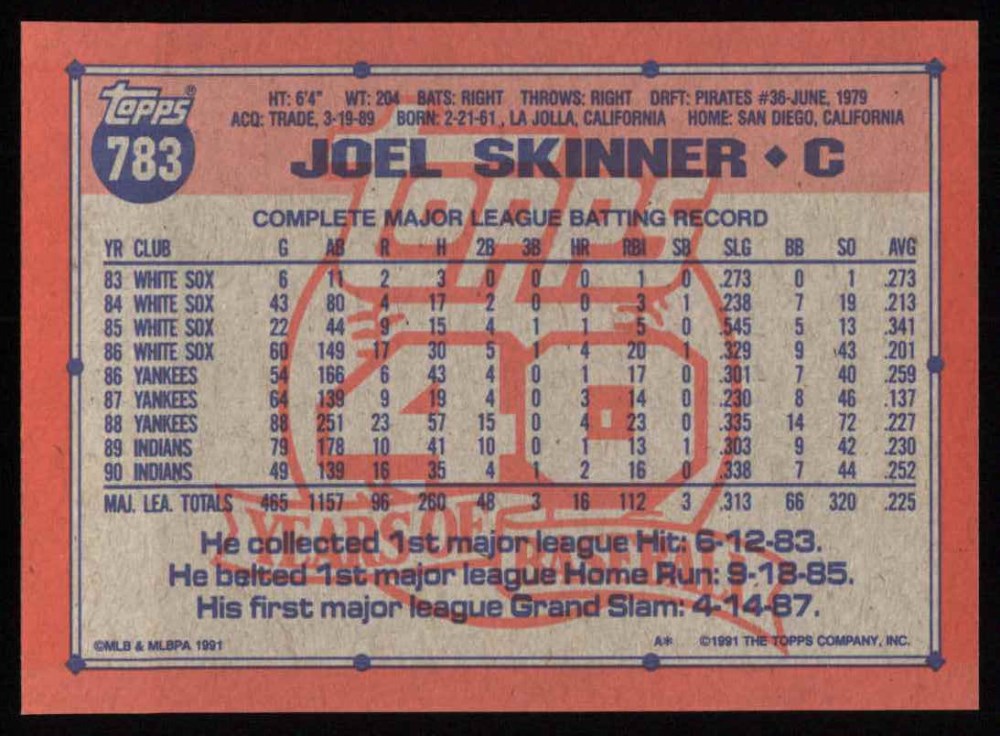 TOPPS®
783
HT: 6'4" WT: 204 BATS: RIGHT THROWS: RIGHT DRFT: PIRATES #36-JUNE, 1979
ACQ: TRADE, 3-19-89 BORN: 2-21-61, LA JOLLA, CALIFORNIA HOME: SAN DIEGO, CALIFORNIA
JOEL SKINNER ◆ C
TOPPS
40
YEARS OF
BASEBALL
COMPLETE MAJOR LEAGUE BATTING RECORD
YR CLUB G AB R H 2B 3B HR RBI SB SLG BB SO AVG
83 WHITE SOX 6 11 2 3 0 0 0 1 0 .273 0 1 .273
84 WHITE SOX 43 80 4 17 2 0 0 3 1 .238 7 19 .213
85 WHITE SOX 22 44 9 15 4 1 1 5 0 .545 5 13 .341
86 WHITE SOX 60 149 17 30 5 1 4 20 1 .329 9 43 .201
86 YANKEES 54 166 6 43 4 0 1 17 0 .301 7 40 .259
87 YANKEES 64 139 9 19 4 0 3 14 0 .230 8 46 .137
88 YANKEES 88 251 23 57 15 0 4 23 0 .335 14 72 .227
89 INDIANS 79 178 10 41 10 0 1 13 1 .303 9 42 .230
90 INDIANS 49 139 16 35 4 1 2 16 0 .338 7 44 .252
MAJ. LEA. TOTALS 465 1157 96 260 48 3 16 112 3 .313 66 320 .225
He collected 1st major league Hit: 6-12-83.
He belted 1st major league Home Run: 9-18-85.
His first major league Grand Slam: 4-14-87.
©MLB & MLBPA 1991 A* ©1991 THE TOPPS COMPANY, INC.